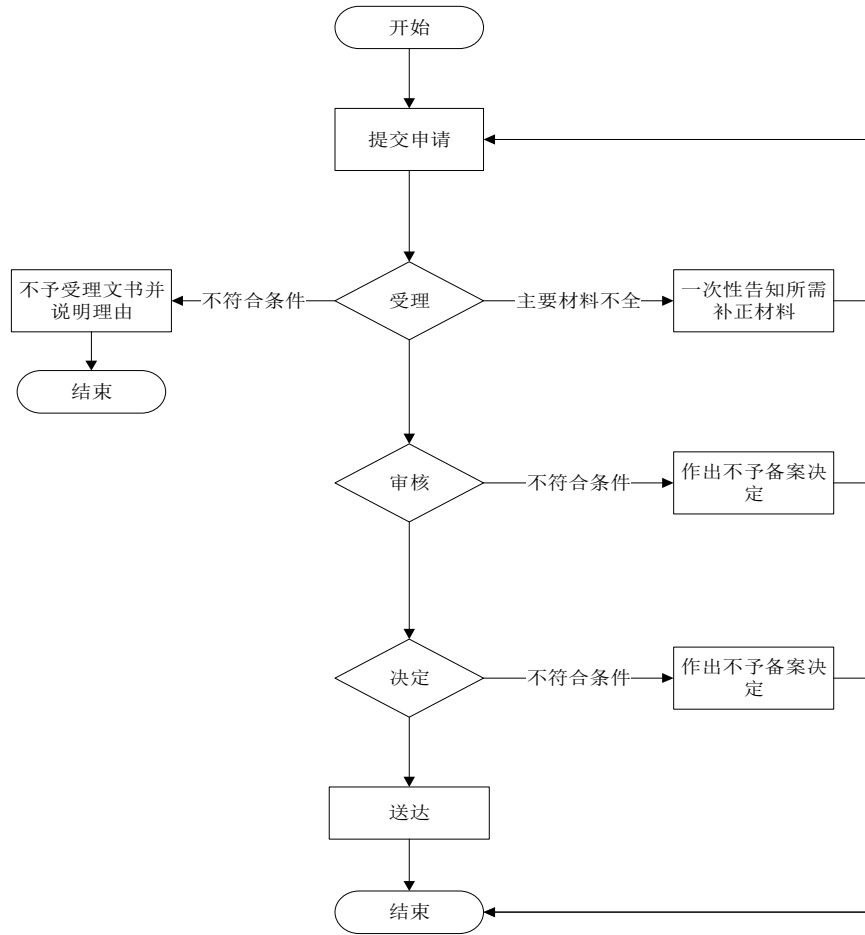 开始
提交申请
不予受理文书并
说明理由
不符合条件
受理
主要材料不全
一次性告知所需
补正材料
结束
审核
不符合条件
作出不予备案决
定
决定
不符合条件
作出不予备案决
定
送达
结束